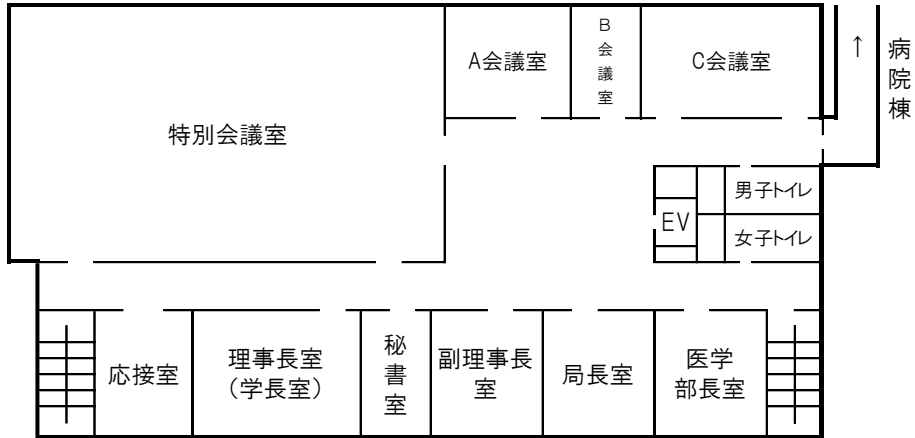 特別会議室
A会議室
B会議室
C会議室
↑
病院棟
男子トイレ
EV
女子トイレ
応接室
理事長室
(学長室)
秘書室
副理事長
室
局長室
医学
部長室